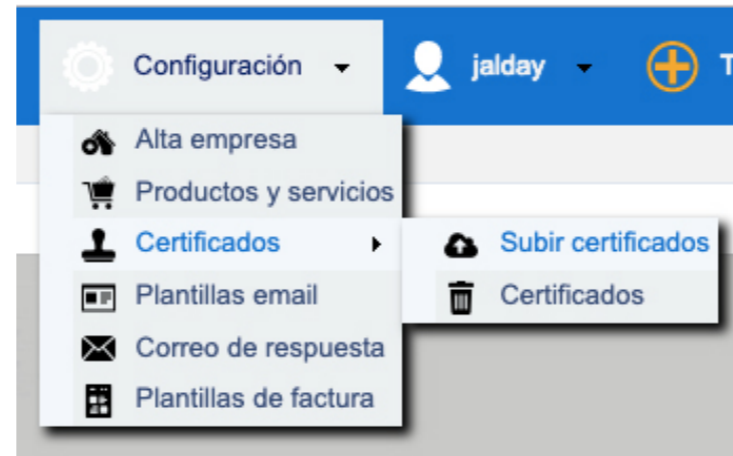 Configuración
jalday
T
Alta empresa
Productos y servicios
Certificados
Subir certificados
Certificados
Plantillas email
Correo de respuesta
Plantillas de factura